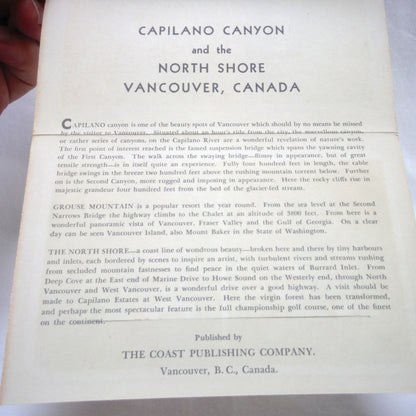 CAPILANO CANYON
and the
NORTH SHORE
VANCOUVER, CANADA
CAPILANO canyon is one of the beauty spots of Vancouver which should by no means be missed
by the visitor to Vancouver. Situated about an hour's ride from the city, the marvellous canyon,
or rather series of canyons, on the Capilano River are a wonderful revelation of nature's work.
The first point of interest reached is the famed suspension bridge which spans the yawning cavity
of the First Canyon. The walk across the swaying bridge—flimsy in appearance, but of great
tensile strength—is in itself quite an experience. Fully four hundred feet in length, the cable
bridge swings in the breeze two hundred feet above the rushing mountain torrent below. Further
on is the Second Canyon, more rugged and imposing in appearance. Here the rocky cliffs rise in
majestic grandeur four hundred feet from the bed of the glacier-fed stream.
GROUSE MOUNTAIN is a popular resort the year round. From the sea level at the Second
Narrows Bridge the highway climbs to the Chalet at an altitude of 3800 feet. From here is a
wonderful panoramic vista of Vancouver, Fraser Valley and the Gulf of Georgia. On a clear
day can be seen Vancouver Island, also Mount Baker in the State of Washington.
THE NORTH SHORE—a coast line of wondrous beauty—broken here and there by tiny harbours
and inlets, each bordered by scenes to inspire an artist, with turbulent rivers and streams rushing
from secluded mountain fastnesses to find peace in the quiet waters of Burrard Inlet. From
Deep Cove at the East end of Marine Drive to Howe Sound on the Westerly end, through North
Vancouver and West Vancouver, is a wonderful drive over a good highway. A visit should be
made to Capilano Estates at West Vancouver. Here the virgin forest has been transformed,
and perhaps the most spectacular feature is the full championship golf course, one of the finest
on the continent.
Published by
THE COAST PUBLISHING COMPANY.
Vancouver, B. C., Canada.